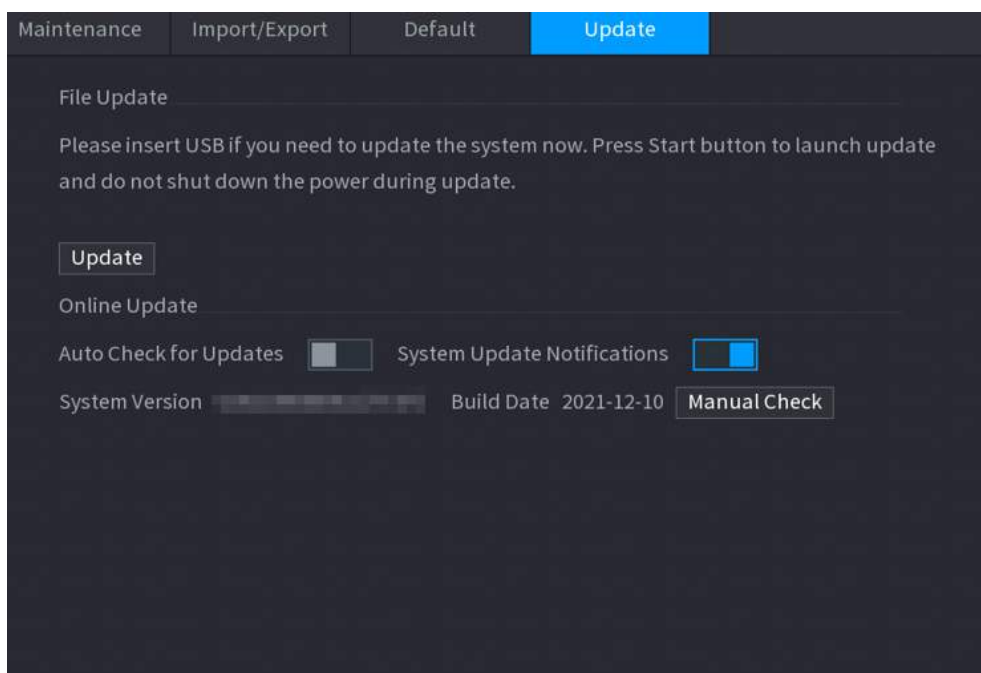 Maintenance Import/Export Default Update
File Update
Please insert USB if you need to update the system now. Press Start button to launch update
and do not shut down the power during update.
Update
Online Update
Auto Check for Updates System Update Notifications
System Version Build Date 2021-12-10 Manual Check